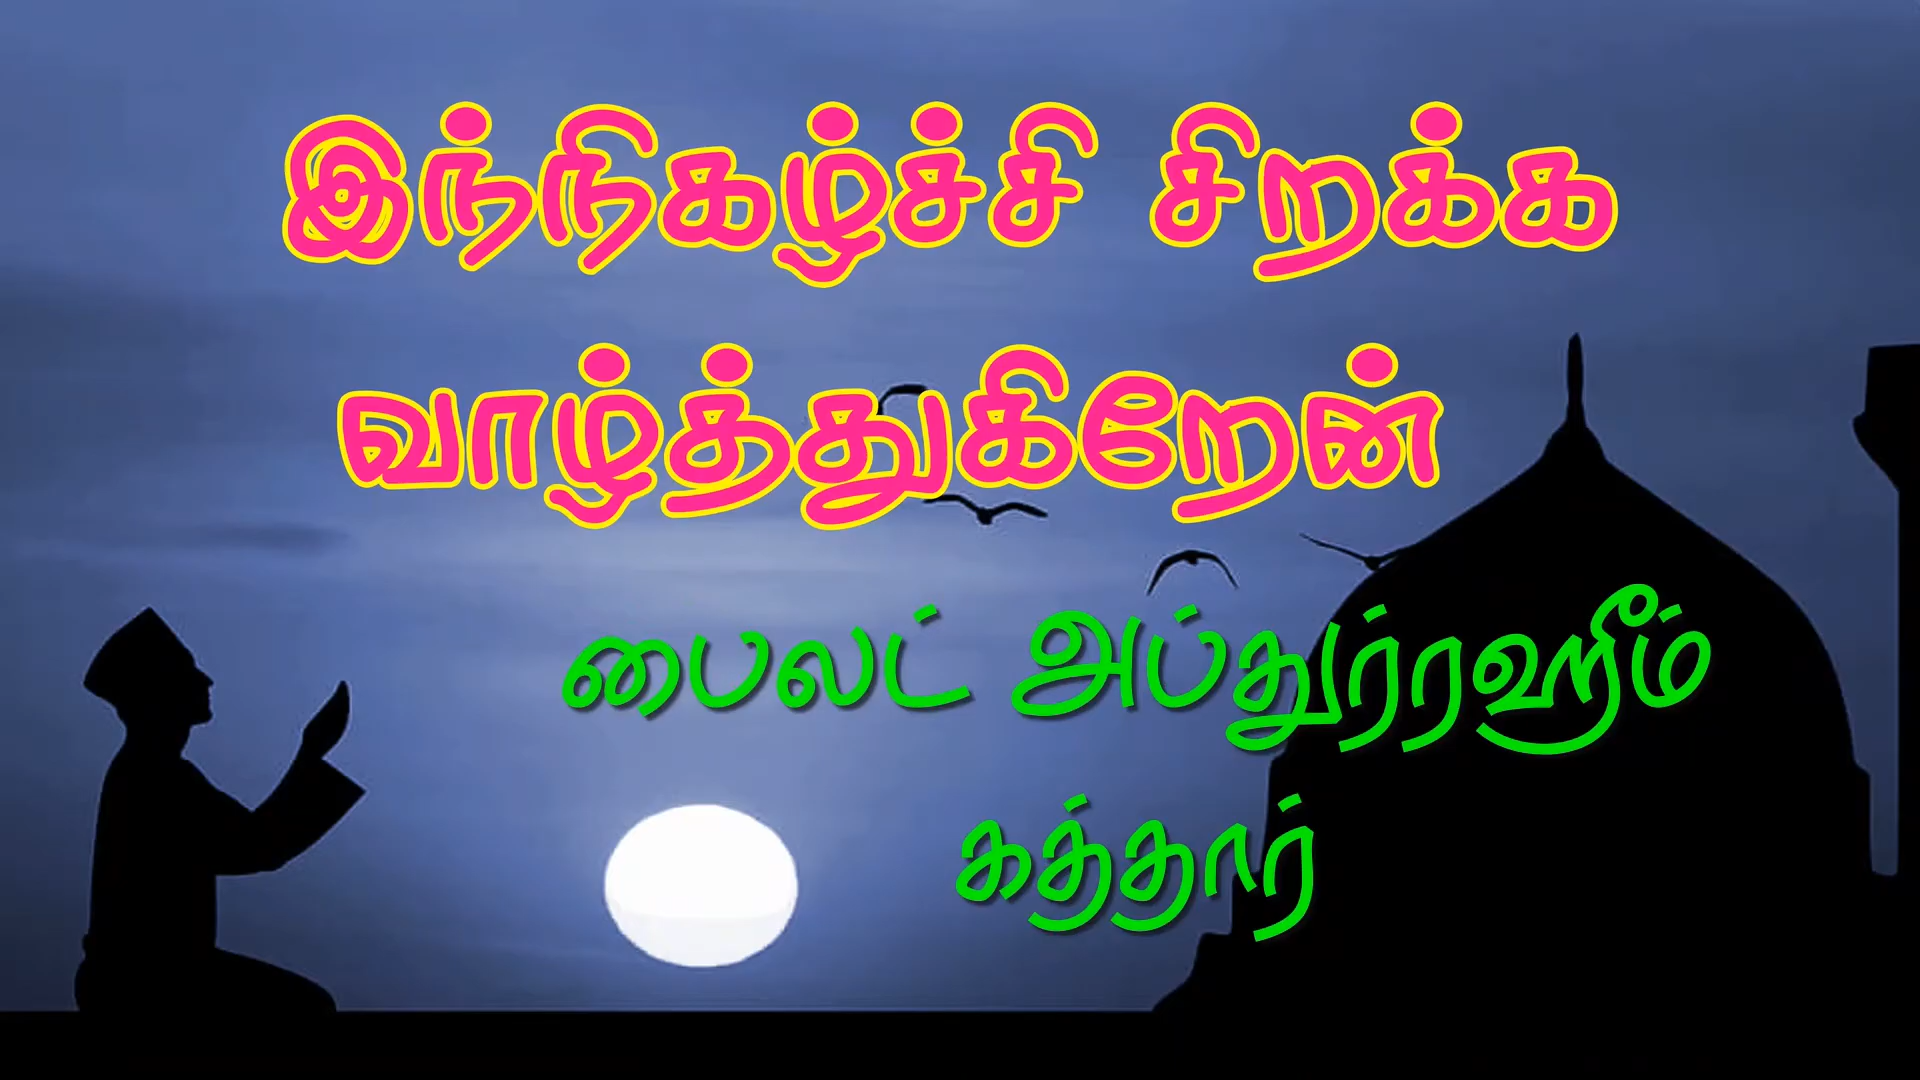 இந்நிகழ்ச்சி சிறக்க
வாழ்த்துகிறேன்
பைலட் அப்துர்ரஹீம்
கத்தார்